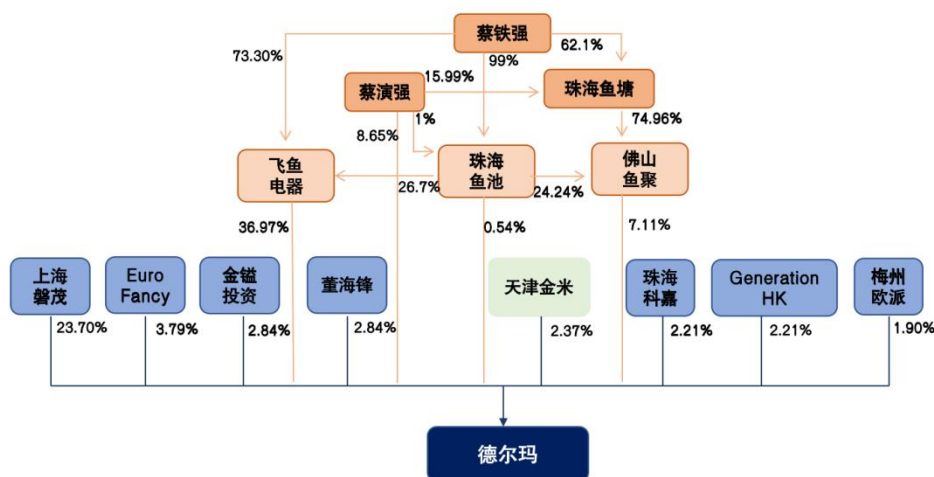 蔡铁强
73.30%
99%
62.1%
15.99%
蔡演强
珠海鱼塘
8.65%
1%
74.96%
飞鱼
电器
珠海
鱼池
佛山
鱼聚
26.7%
24.24%
36.97%
0.54%
7.11%
上海
磐茂
Euro
Fancy
金镒
投资
董海锋
天津金米
珠海
科嘉
Generation
HK
梅州
欧派
23.70%
3.79%
2.84%
2.84%
2.37%
2.21%
2.21%
1.90%
德尔玛